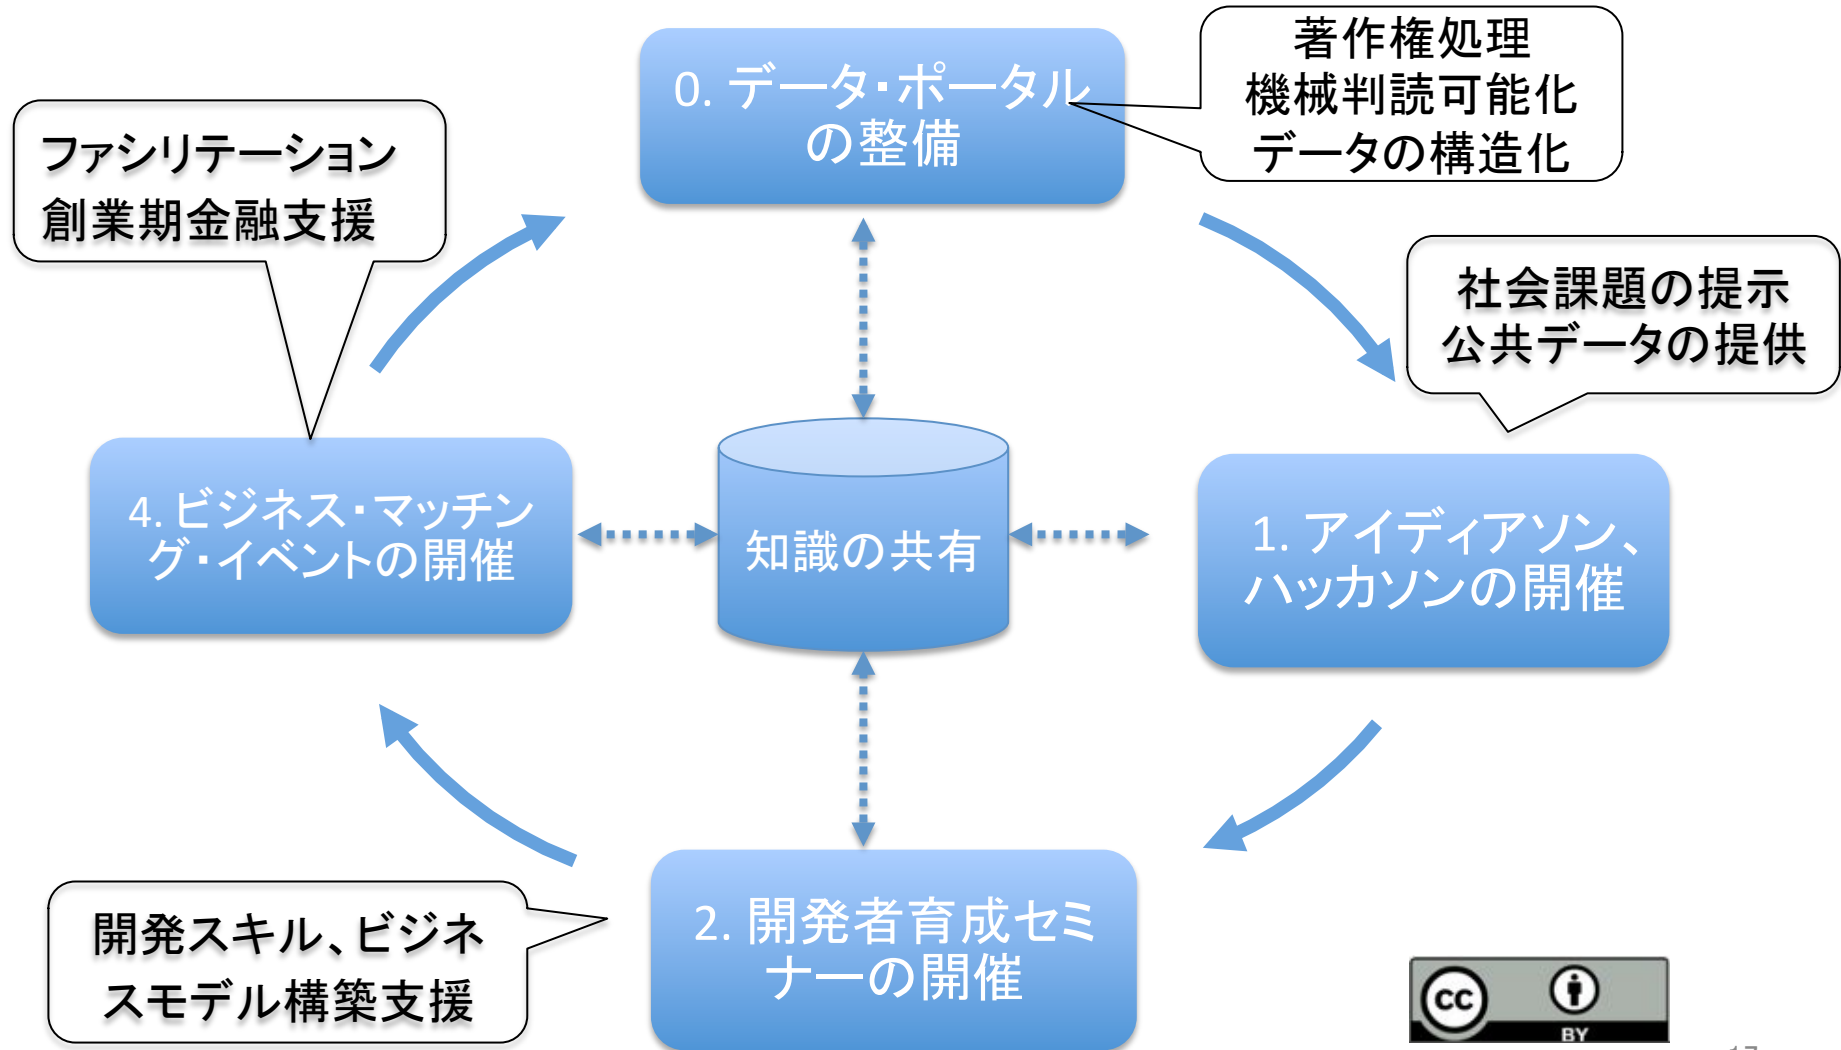 0. データ・ポータル
の整備
著作権処理
機械判読可能化
データの構造化
ファシリテーション
創業期金融支援
社会課題の提示
公共データの提供
4. ビジネス・マッチン
グ・イベントの開催
知識の共有
1. アイディアソン、
ハッカソンの開催
開発スキル、ビジネ
スモデル構築支援
2. 開発者育成セミ
ナーの開催
cc
BY